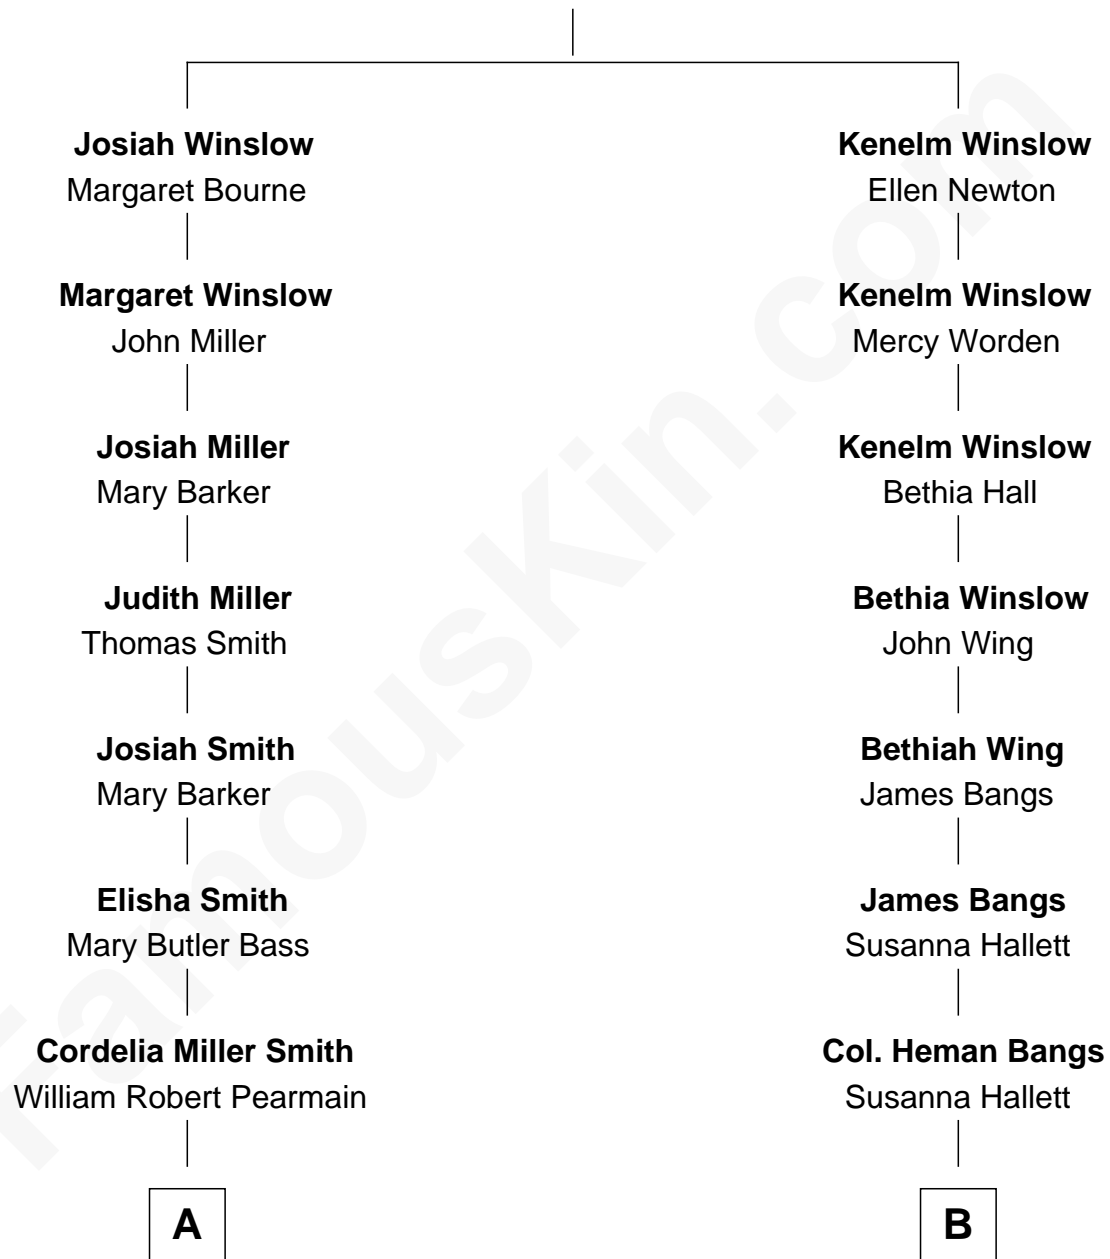 Josiah Winslow
Margaret Bourne
Kenelm Winslow
Ellen Newton
Margaret Winslow
John Miller
Kenelm Winslow
Mercy Worden
Josiah Miller
Mary Barker
Kenelm Winslow
Bethia Hall
Judith Miller
Thomas Smith
Bethia Winslow
John Wing
Josiah Smith
Mary Barker
Bethiah Wing
James Bangs
Elisha Smith
Mary Butler Bass
James Bangs
Susanna Hallett
Cordelia Miller Smith
William Robert Pearmain
Col. Heman Bangs
Susanna Hallett
A
B
FamousKin.com